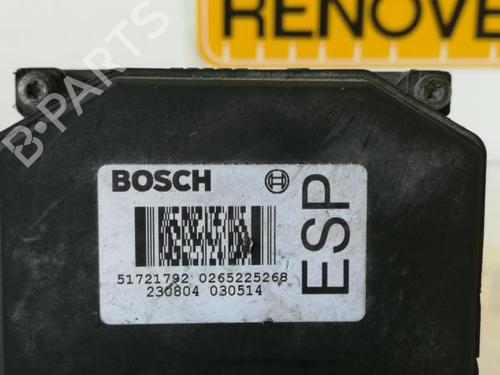 RENOVE
B-PARTS
BOSCH
51721792 0265225268
230804 030514
ESP